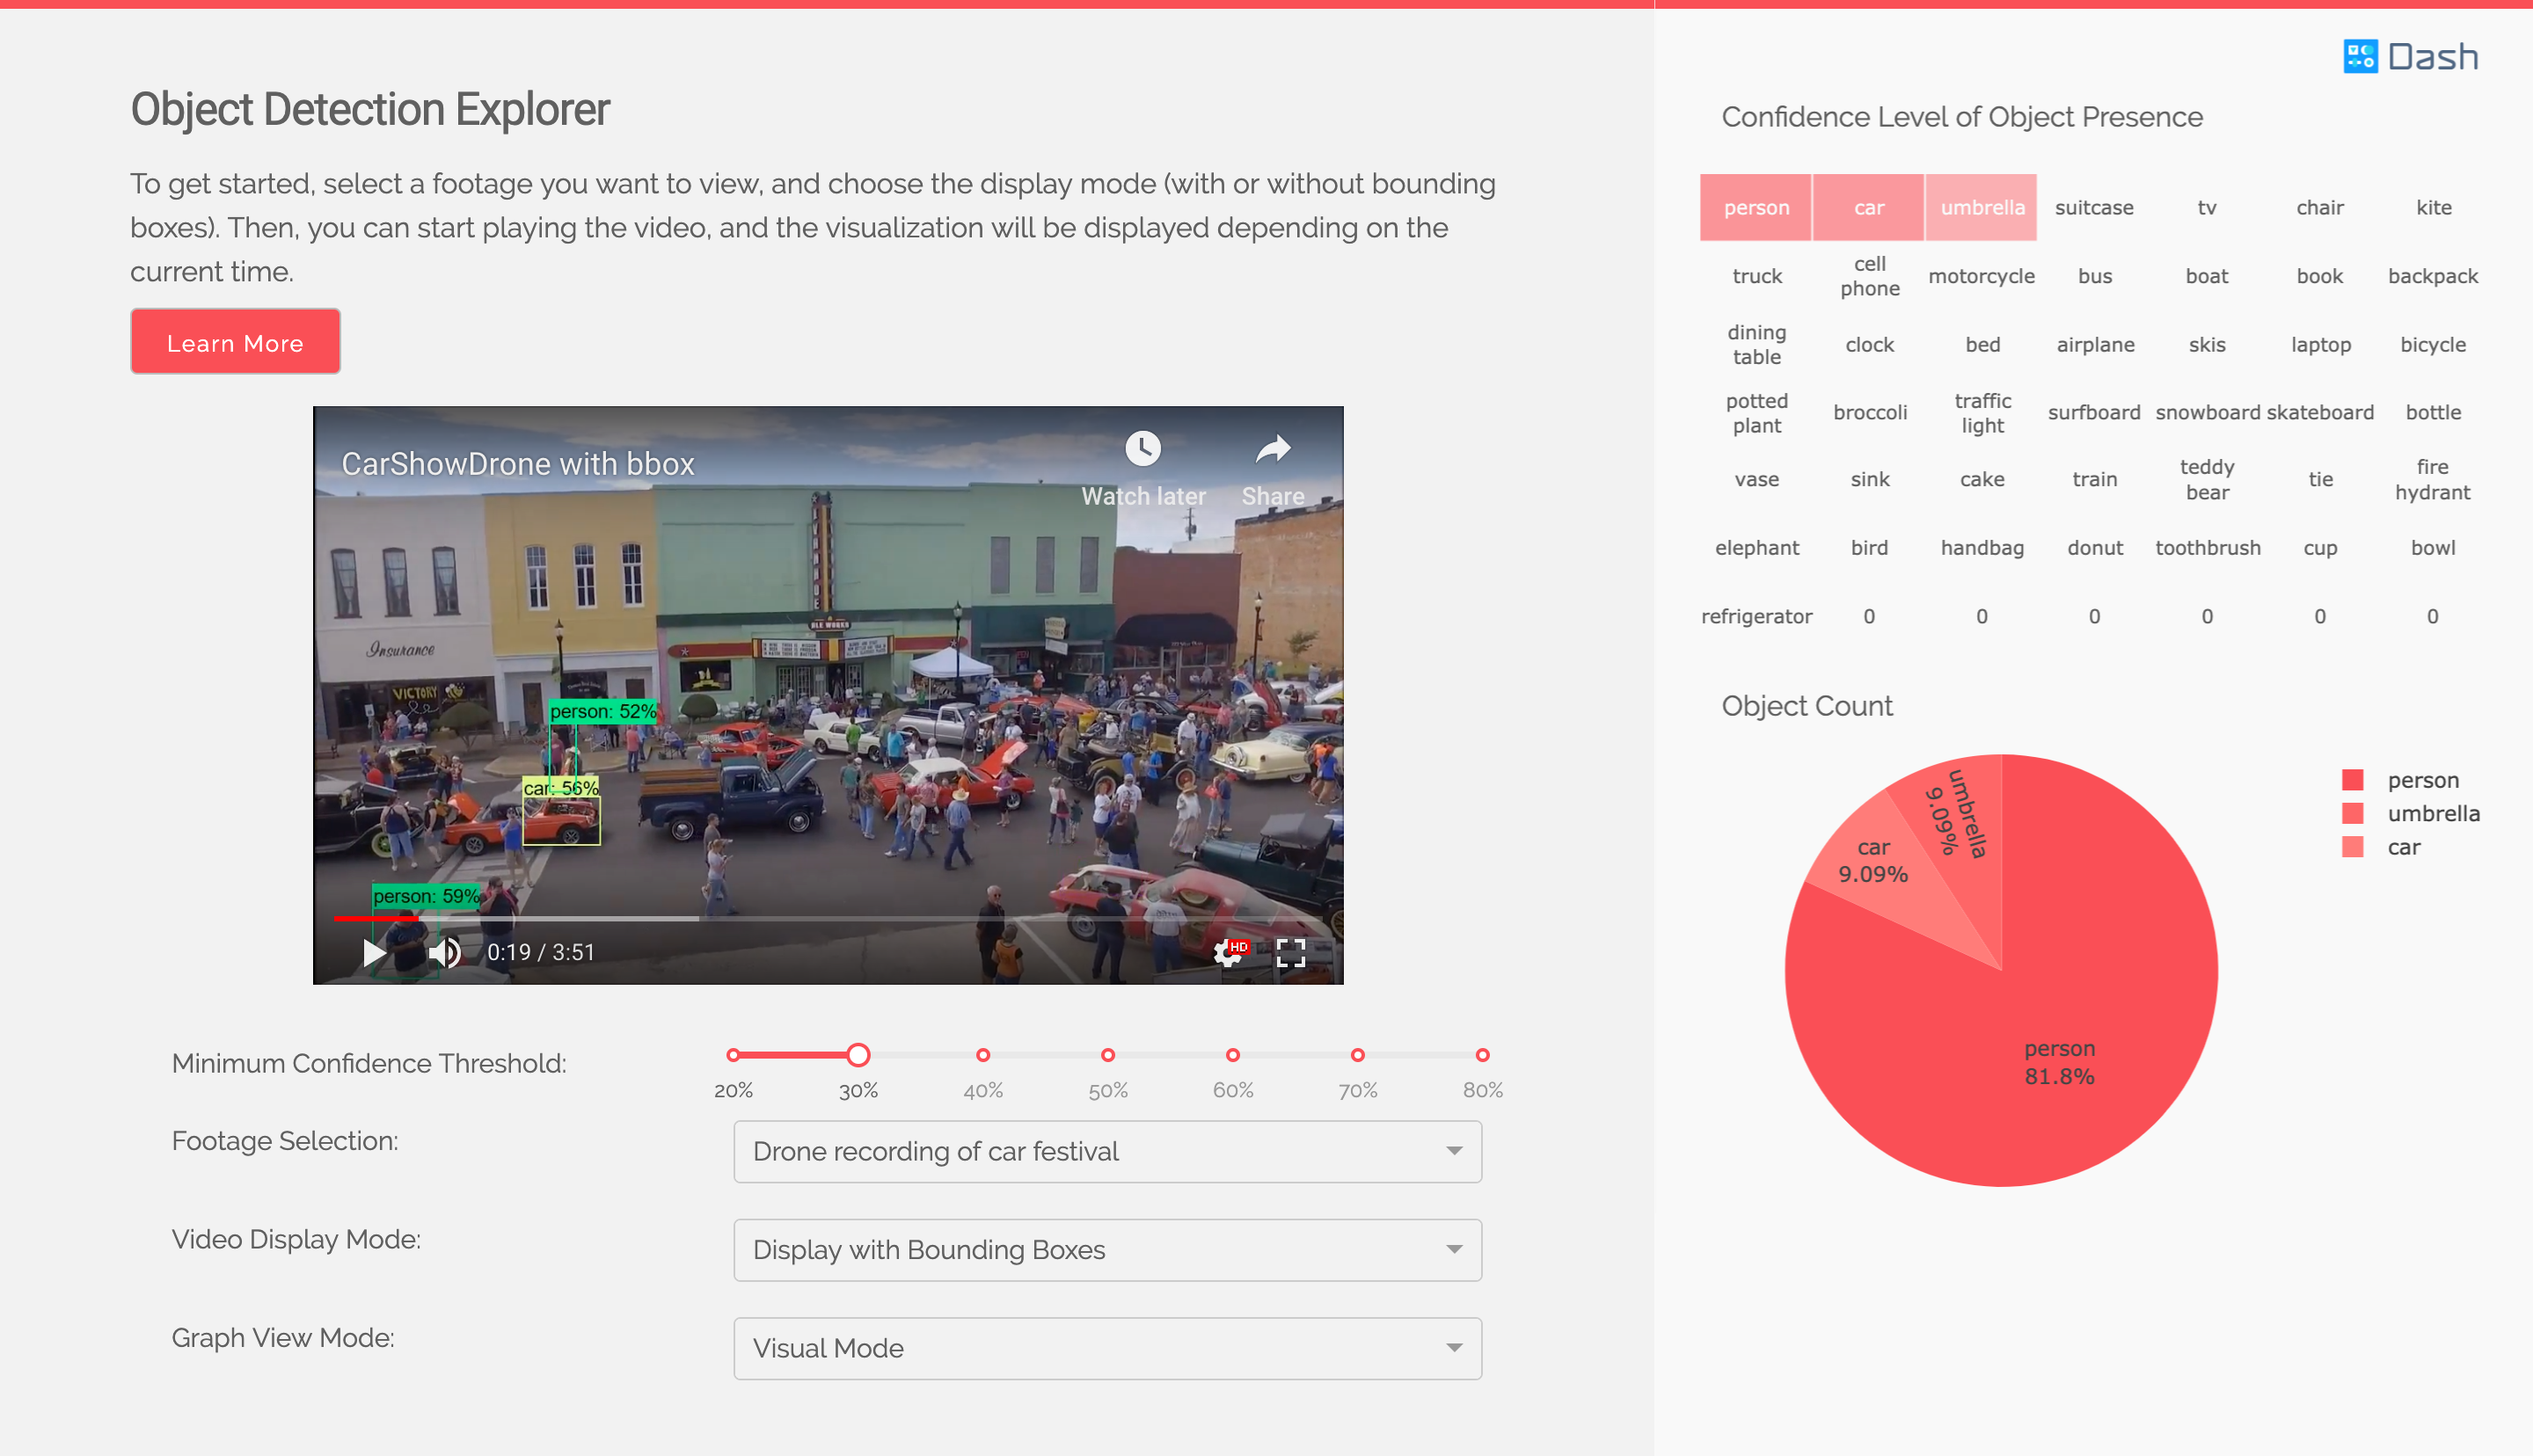 Dash
Object Detection Explorer
To get started, select a footage you want to view, and choose the display mode (with or without bounding
boxes). Then, you can start playing the video, and the visualization will be displayed depending on the
current time.
Learn More
CarShowDrone with bbox
Watch later
Share
OLE WORKS
Insurance
VICTORY
person: 52%
car: 56%
person: 59%
0:19 / 3:51
HD
Minimum Confidence Threshold:
20% 30% 40% 50% 60% 70% 80%
Footage Selection:
Drone recording of car festival
Video Display Mode:
Display with Bounding Boxes
Graph View Mode:
Visual Mode
Confidence Level of Object Presence
person car umbrella suitcase tv chair kite
truck cell phone motorcycle bus boat book backpack
dining table clock bed airplane skis laptop bicycle
potted plant broccoli traffic light surfboard snowboard skateboard bottle
vase sink cake train teddy bear tie fire hydrant
elephant bird handbag donut toothbrush cup bowl
refrigerator 0 0 0 0 0 0
Object Count
umbrella
9.09%
car
9.09%
person
81.8%
person
umbrella
car